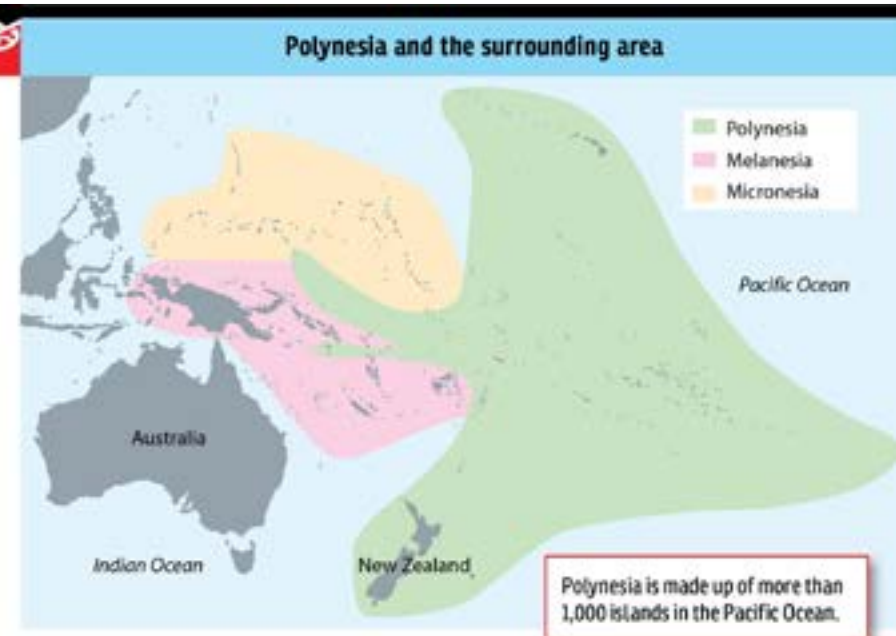 Polynesia and the surrounding area
Polynesia
Melanesia
Micronesia
Pacific Ocean
Australia
Indian Ocean
New Zealand
Polynesia is made up of more than
1,000 islands in the Pacific Ocean.